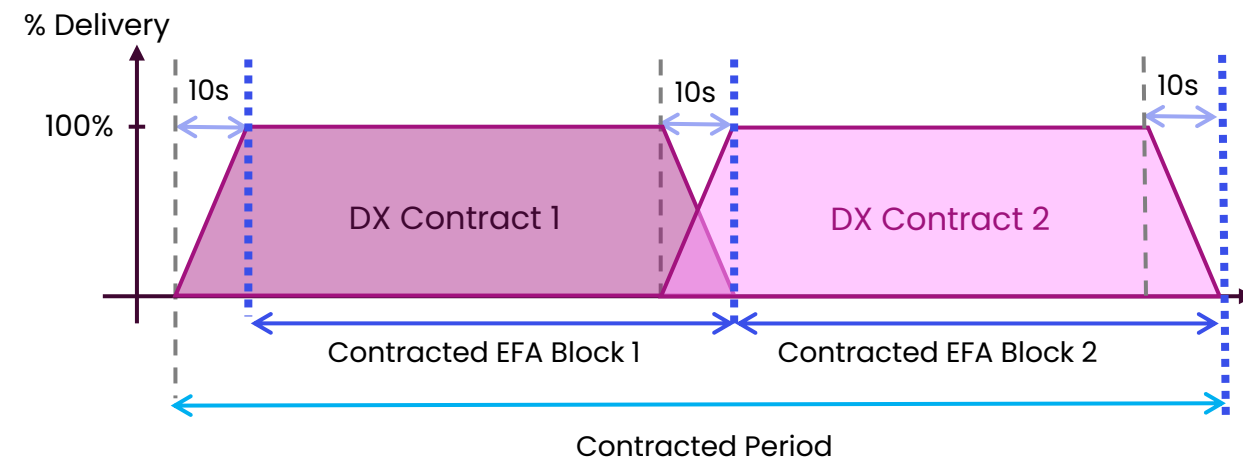 % Delivery
10s
10s
10s
100%
DX Contract 1
DX Contract 2
Contracted EFA Block 1
Contracted EFA Block 2
Contracted Period